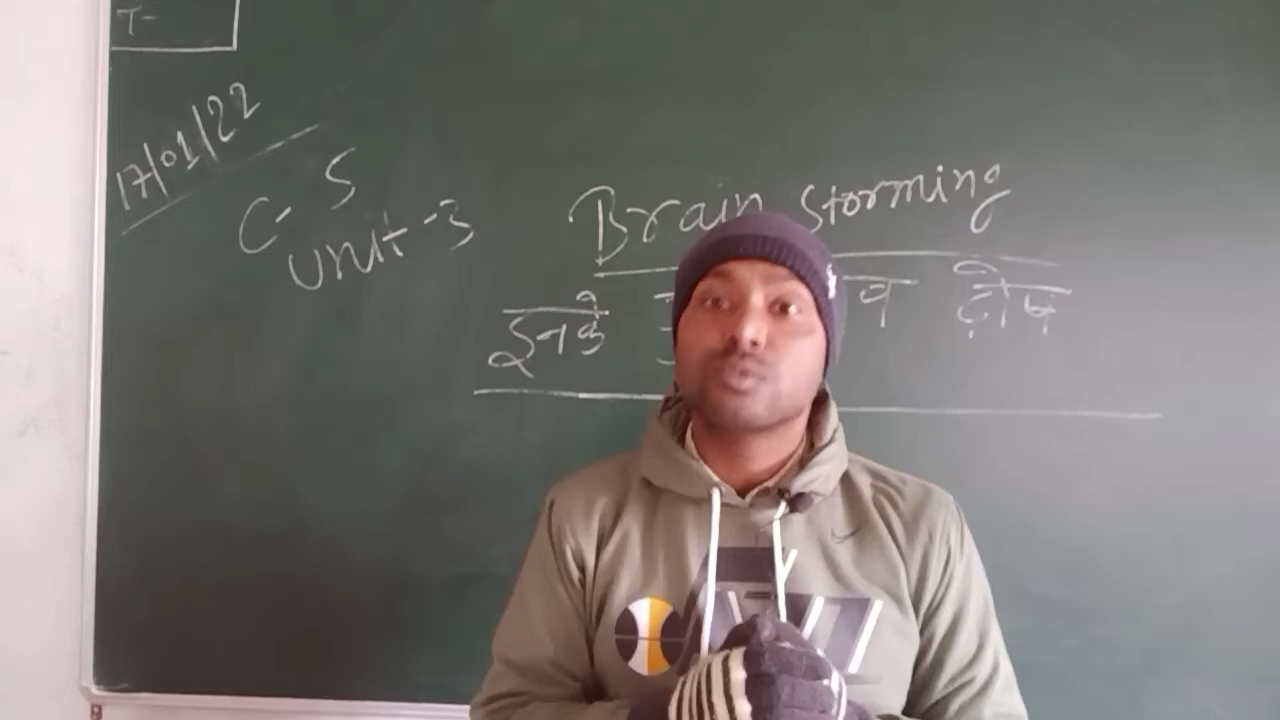 T-
17/01/22
C-S
Unit-3
Brain storming
इनके व दोष